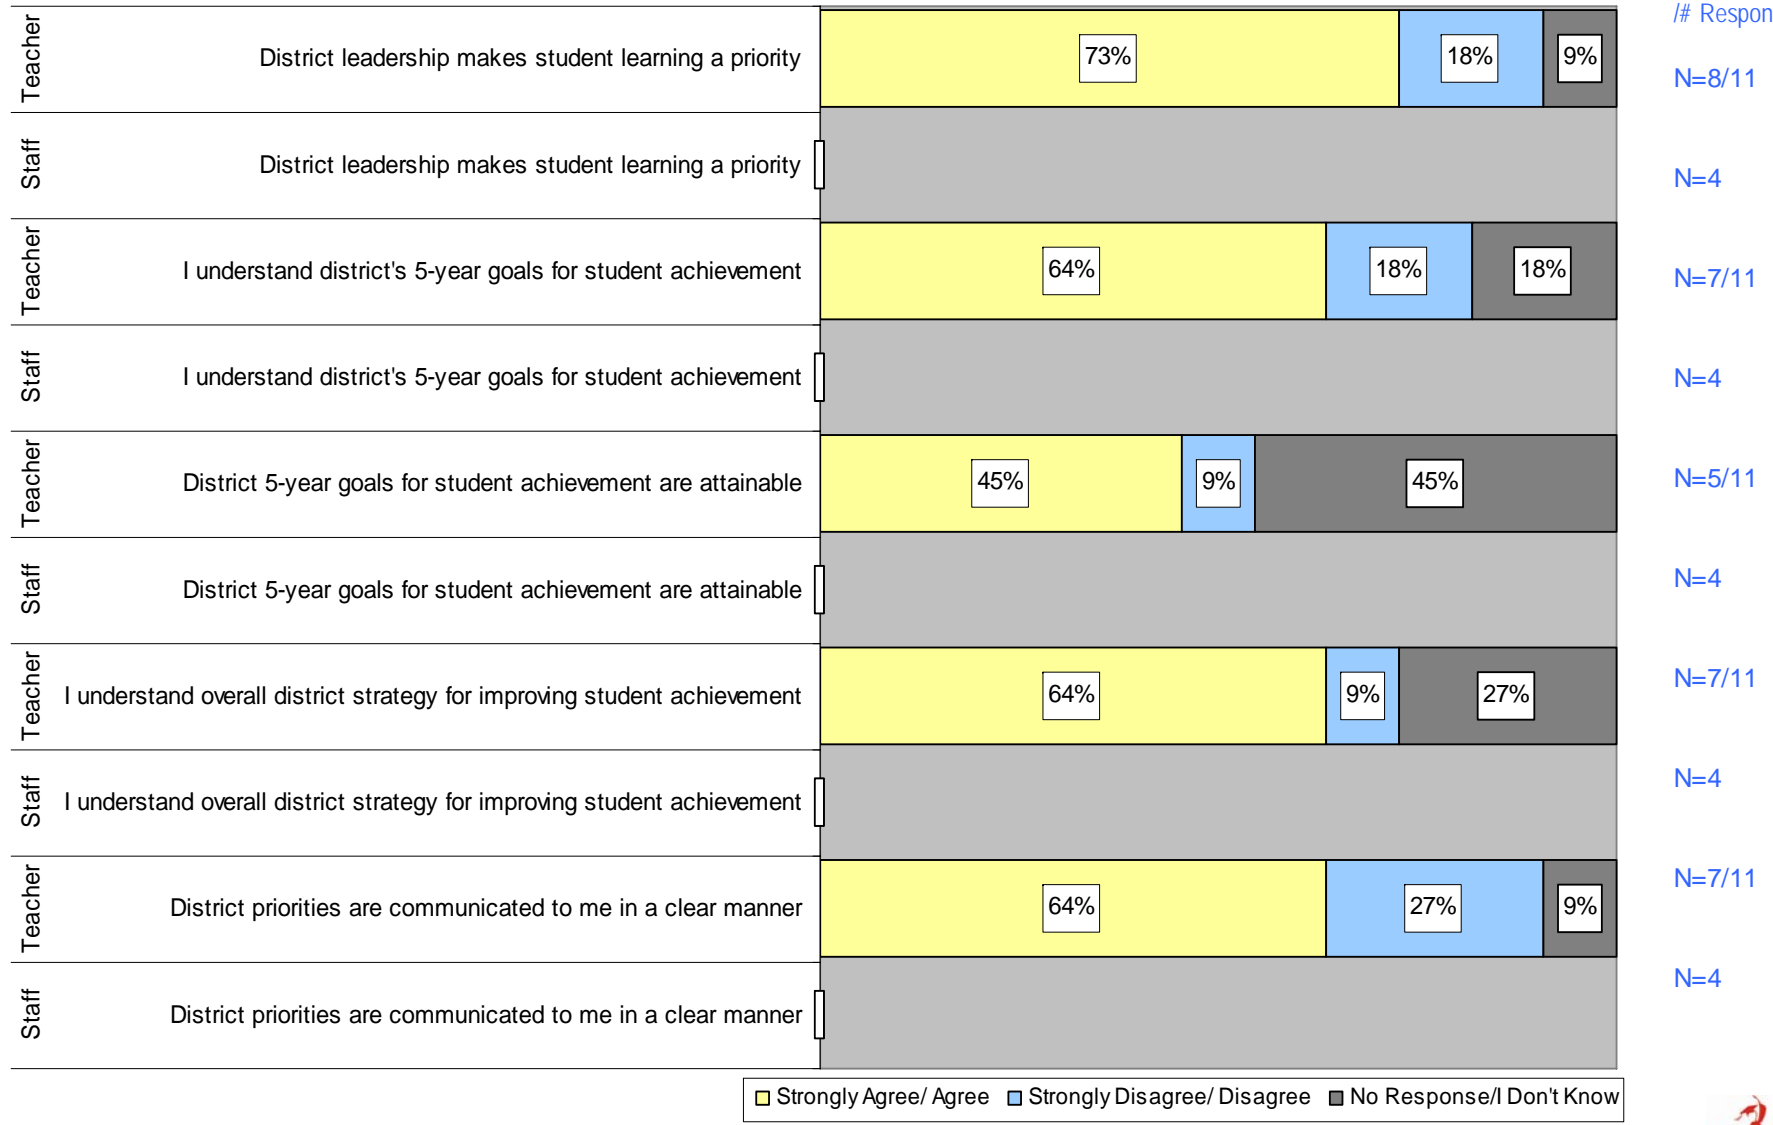 /# Respon
Teacher District leadership makes student learning a priority 73% 18% 9% N=8/11
Staff District leadership makes student learning a priority N=4
Teacher I understand district's 5-year goals for student achievement 64% 18% 18% N=7/11
Staff I understand district's 5-year goals for student achievement N=4
Teacher District 5-year goals for student achievement are attainable 45% 9% 45% N=5/11
Staff District 5-year goals for student achievement are attainable N=4
Teacher I understand overall district strategy for improving student achievement 64% 9% 27% N=7/11
Staff I understand overall district strategy for improving student achievement N=4
Teacher District priorities are communicated to me in a clear manner 64% 27% 9% N=7/11
Staff District priorities are communicated to me in a clear manner N=4
Strongly Agree/ Agree Strongly Disagree/ Disagree No Response/I Don't Know